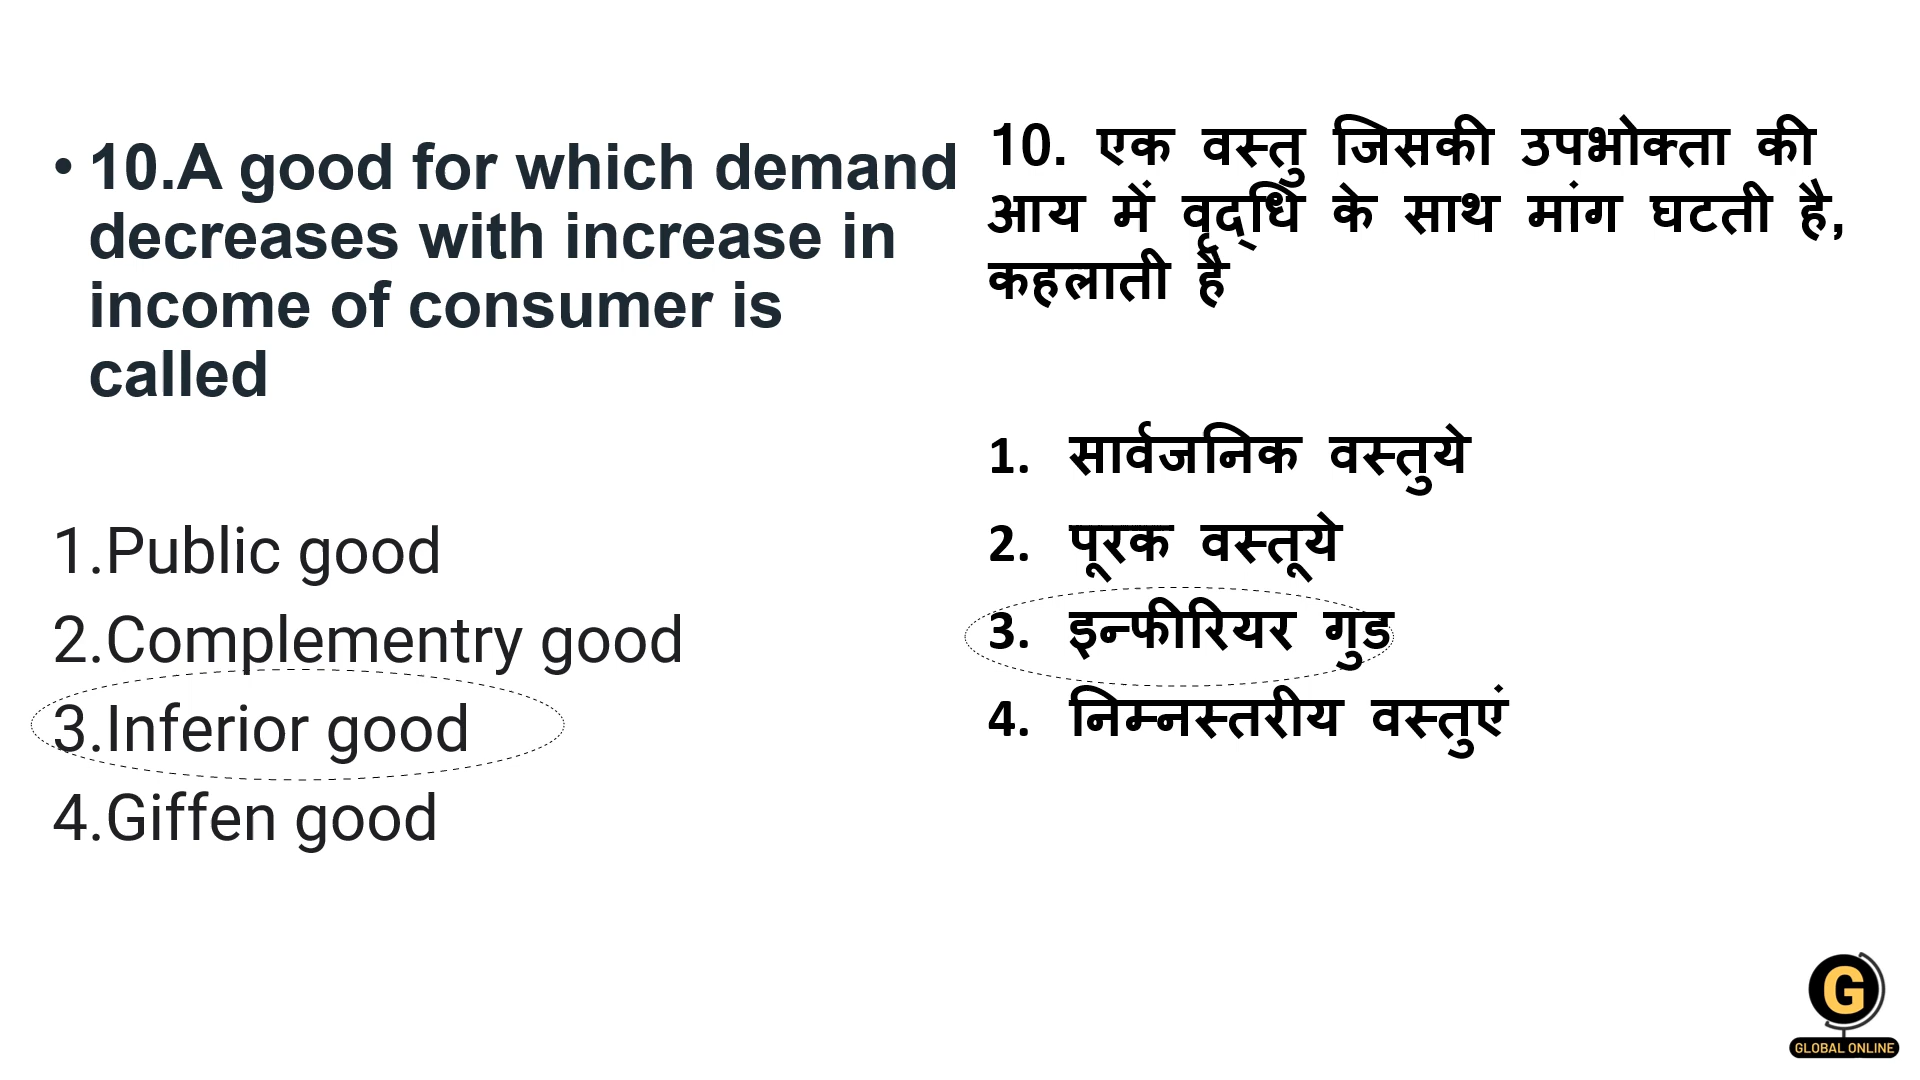 • 10.A good for which demand
decreases with increase in
income of consumer is
called
1.Public good
2.Complementry good
3.Inferior good
4.Giffen good
10. एक वस्तु जिसकी उपभोक्ता की
आय में वृद्धि के साथ मांग घटती है,
कहलाती है
1. सार्वजनिक वस्तुये
2. पूरक वस्तूये
3. इन्फीरियर गुड
4. निम्नस्तरीय वस्तुएं
G
GLOBAL ONLINE